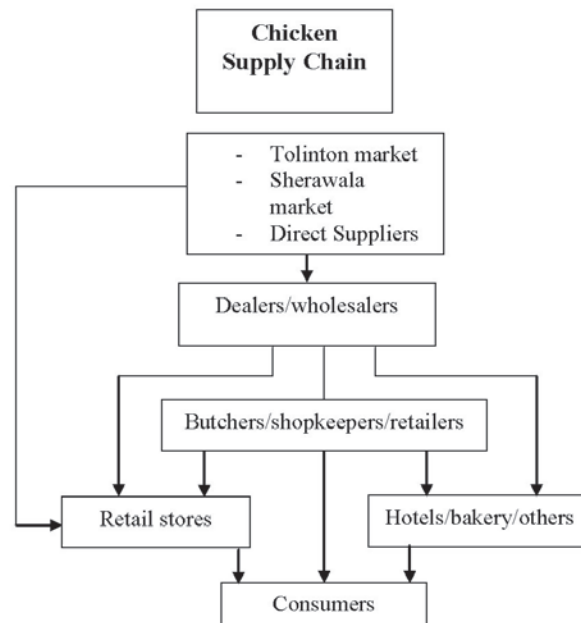 Chicken
Supply Chain
- Tolinton market
- Sherawala
market
- Direct Suppliers
Dealers/wholesalers
Butchers/shopkeepers/retailers
Retail stores
Hotels/bakery/others
Consumers